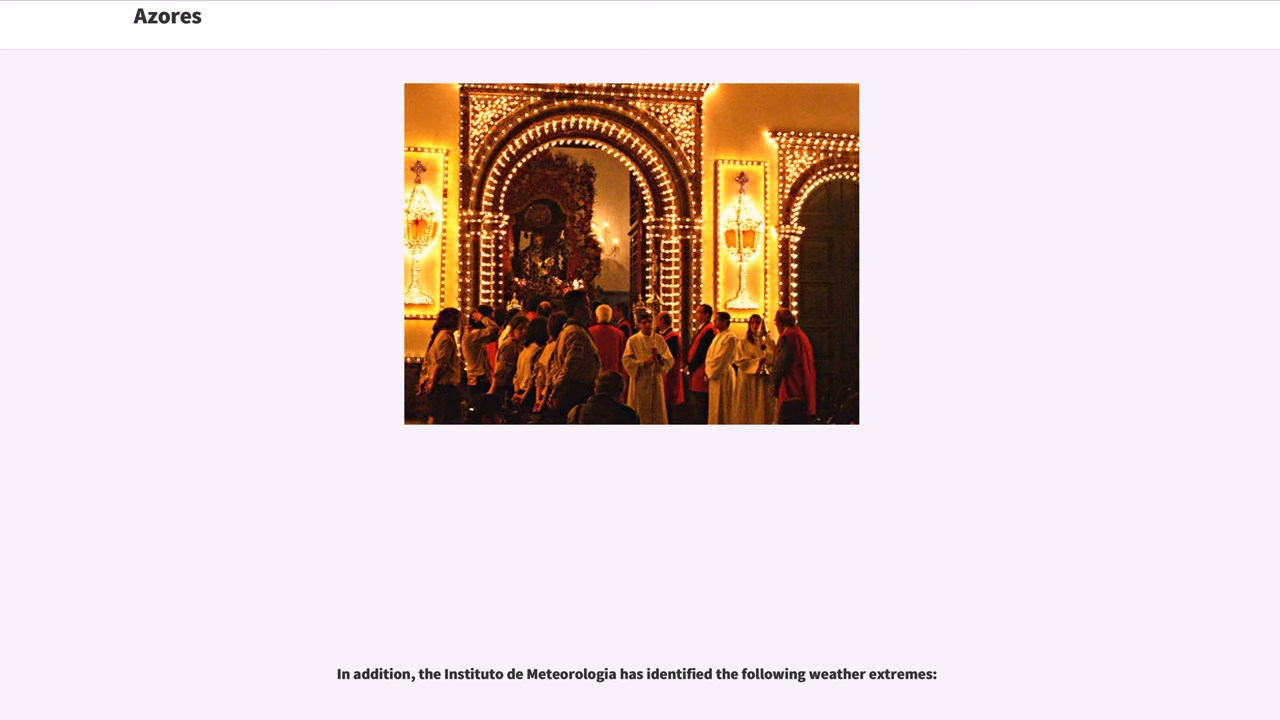 Azores
In addition, the Instituto de Meteorologia has identified the following weather extremes: